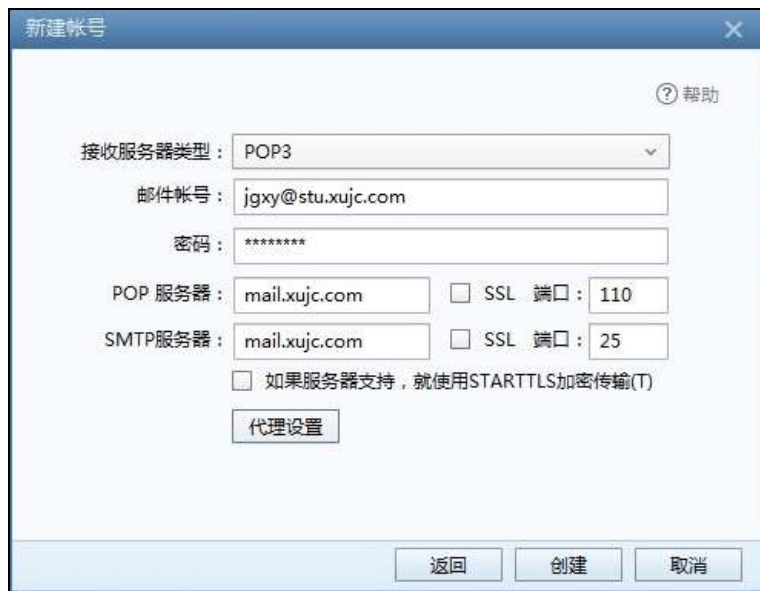 新建帐号
帮助
接收服务器类型： POP3
邮件帐号： jgxy@stu.xujc.com
密码： ********
POP 服务器： mail.xujc.com SSL 端口： 110
SMTP服务器： mail.xujc.com SSL 端口： 25
如果服务器支持，就使用STARTTLS加密传输(T)
代理设置
返回 创建 取消